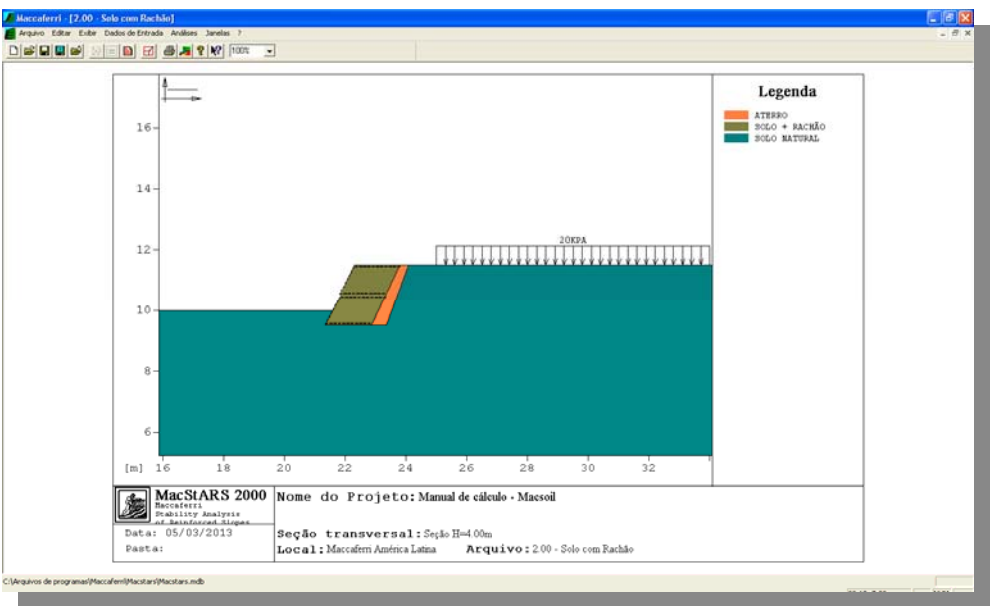 Maccaferri - [2.00 - Solo com Rachão]
Arquivo Editar Exibir Dados de Entrada Análises Janelas ?
100%
Legenda
ATERRO
SOLO + RACHÃO
SOLO NATURAL
16
14
12
20KPA
10
8
6
[m] 16 18 20 22 24 26 28 30 32
MacStARS 2000
Maccaferri
Stability Analysis
of Reinforced Slopes
Nome do Projeto: Manual de cálculo - Macsoil
Data: 05/03/2013
Seção transversal: Seção H=4.00m
Pasta:
Local: Maccaferri América Latina Arquivo: 2.00 - Solo com Rachão
C:\Arquivos de programas\Maccaferri\Macstars\Macstars.mdb